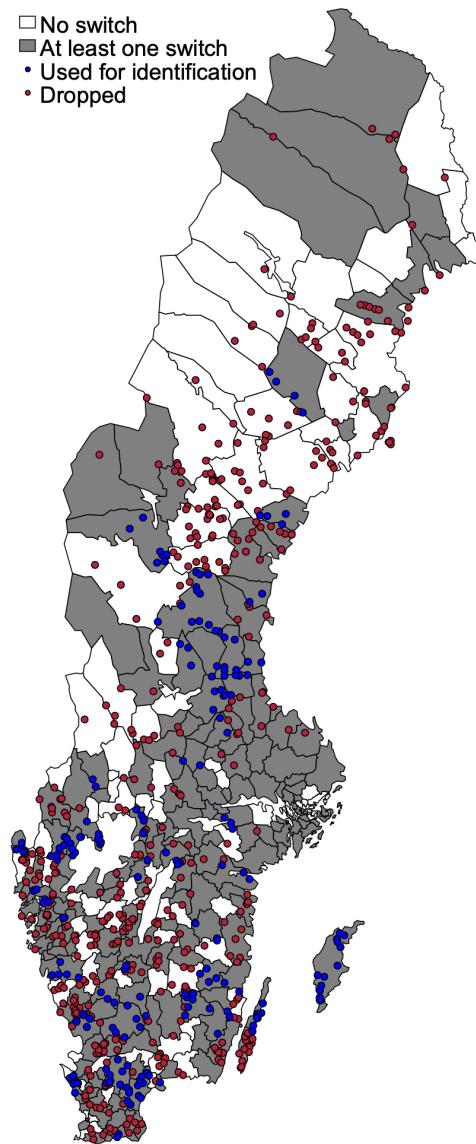 No switch
At least one switch
Used for identification
Dropped